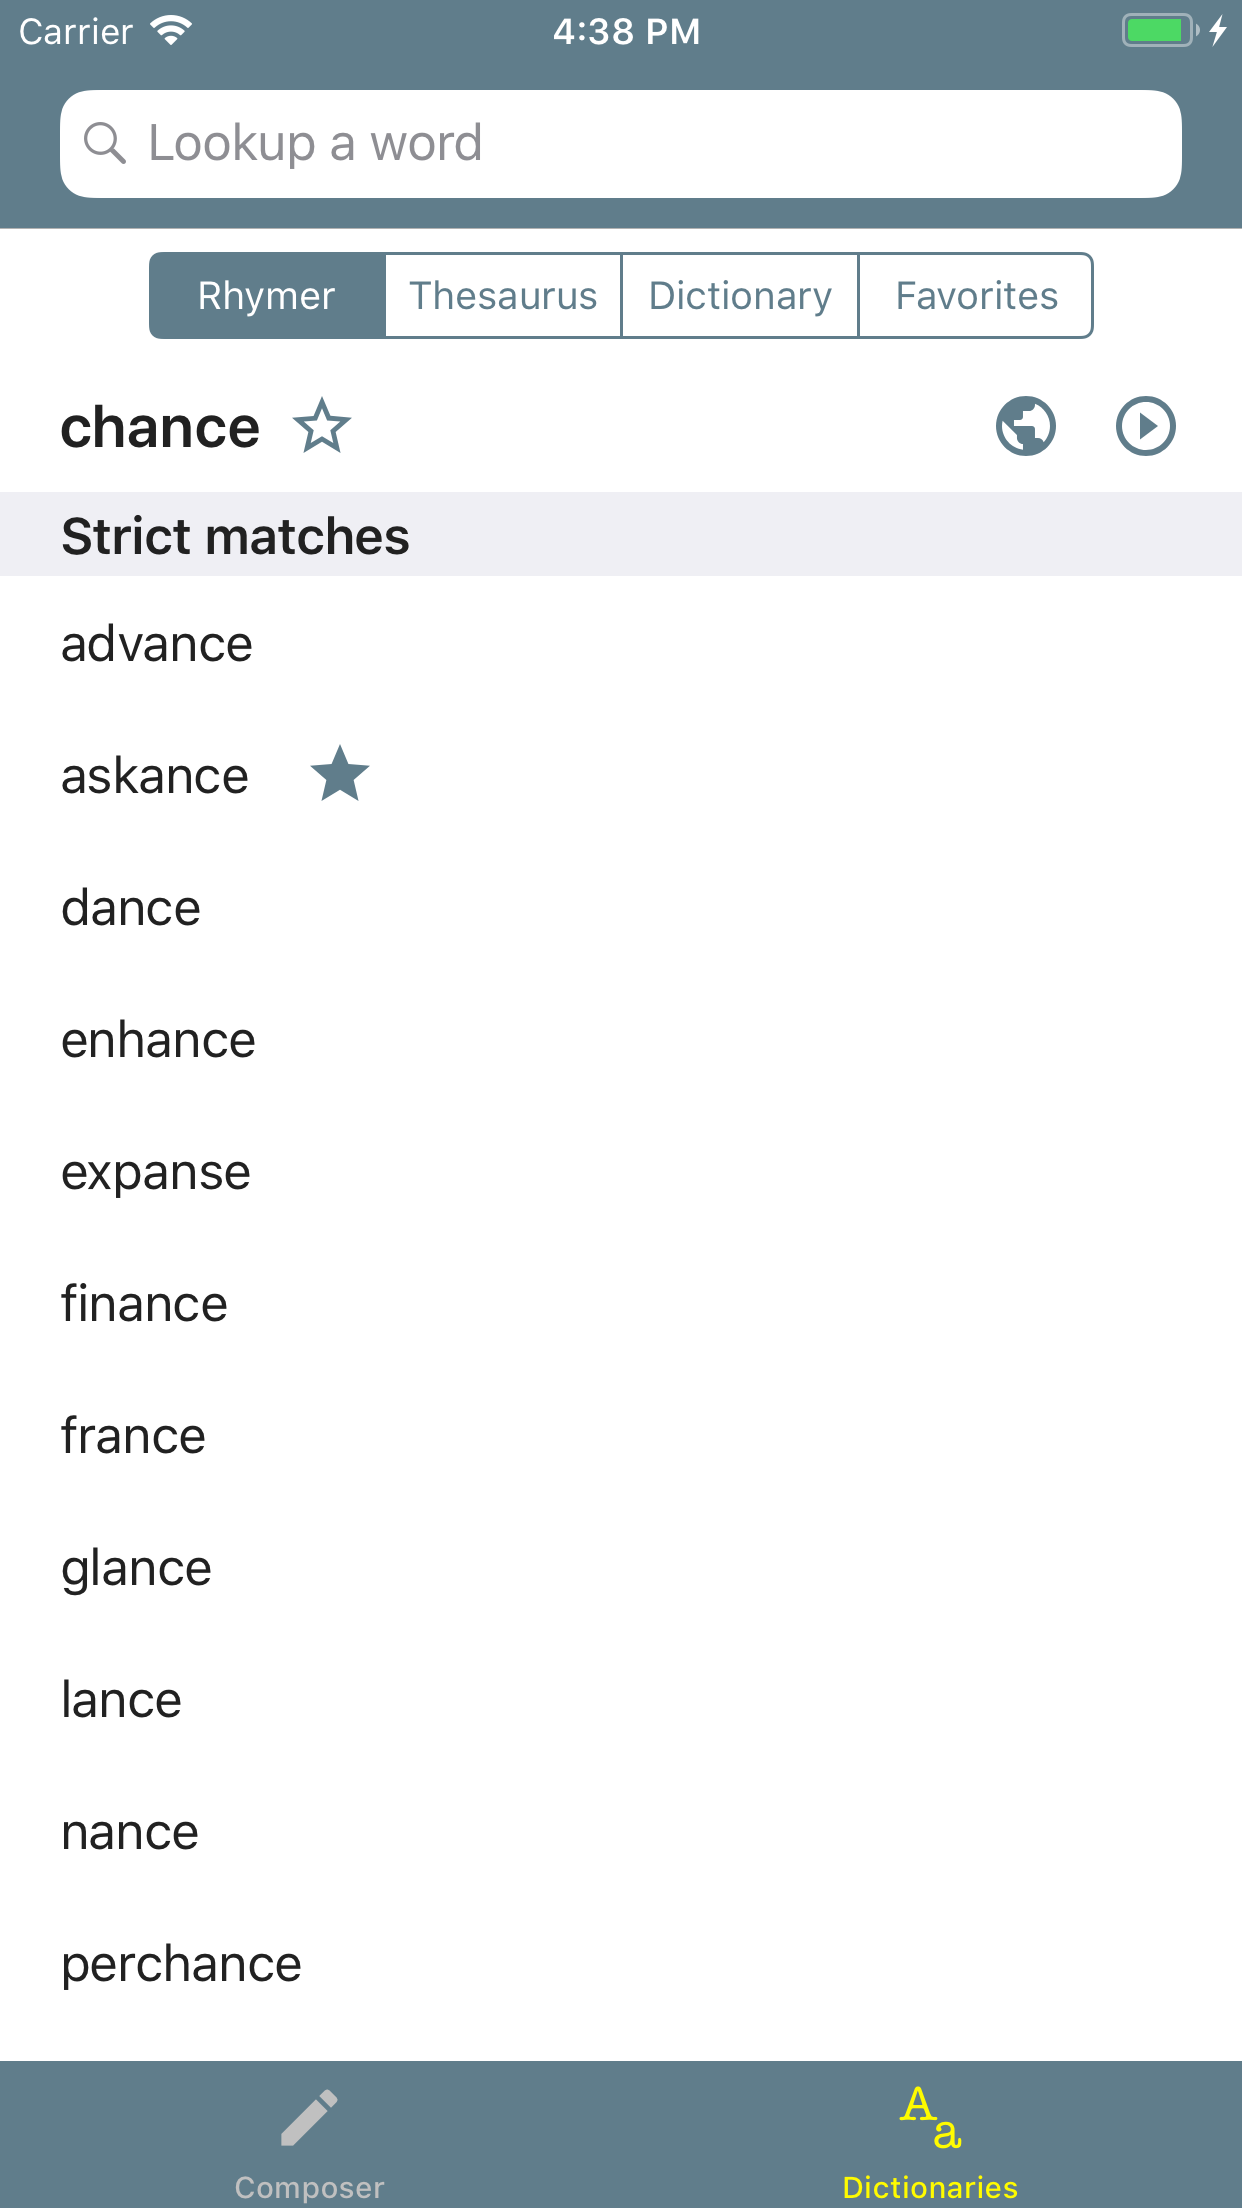 Carrier 4:38 PM
Lookup a word
Rhymer Thesaurus Dictionary Favorites
chance
Strict matches
advance
askance
dance
enhance
expanse
finance
france
glance
lance
nance
perchance
Aa
Composer Dictionaries